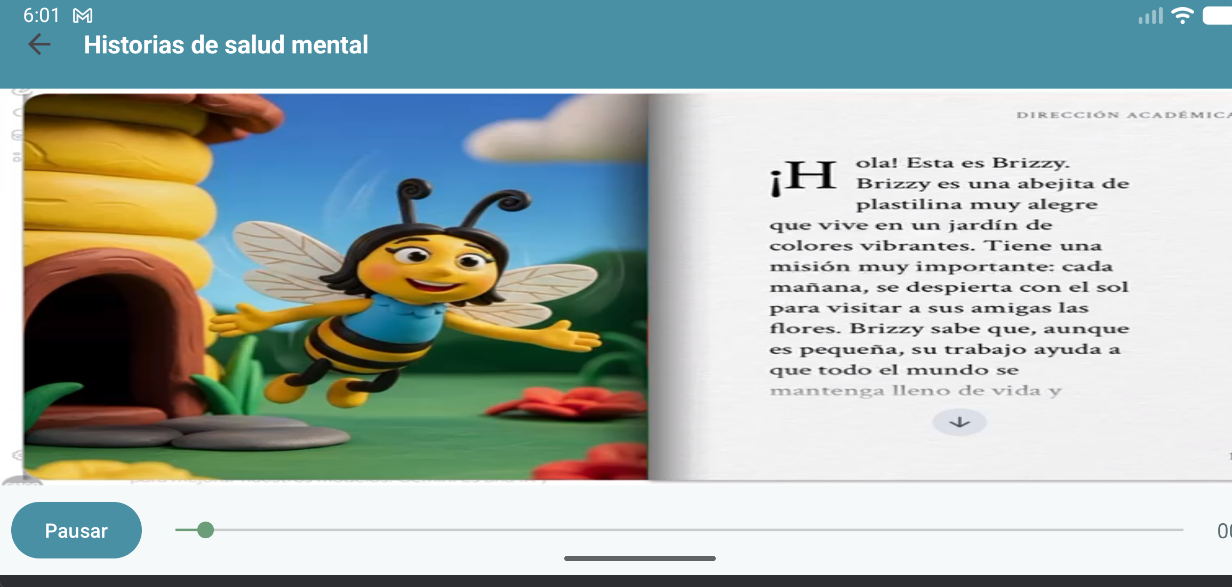 6:01
Historias de salud mental
DIRECCIÓN ACADÉMICA
¡Hola! Esta es Brizzy.
Brizzy es una abejita de
plastilina muy alegre
que vive en un jardín de
colores vibrantes. Tiene una
misión muy importante: cada
mañana, se despierta con el sol
para visitar a sus amigas las
flores. Brizzy sabe que, aunque
es pequeña, su trabajo ayuda a
que todo el mundo se
mantenga lleno de vida y
Pausar